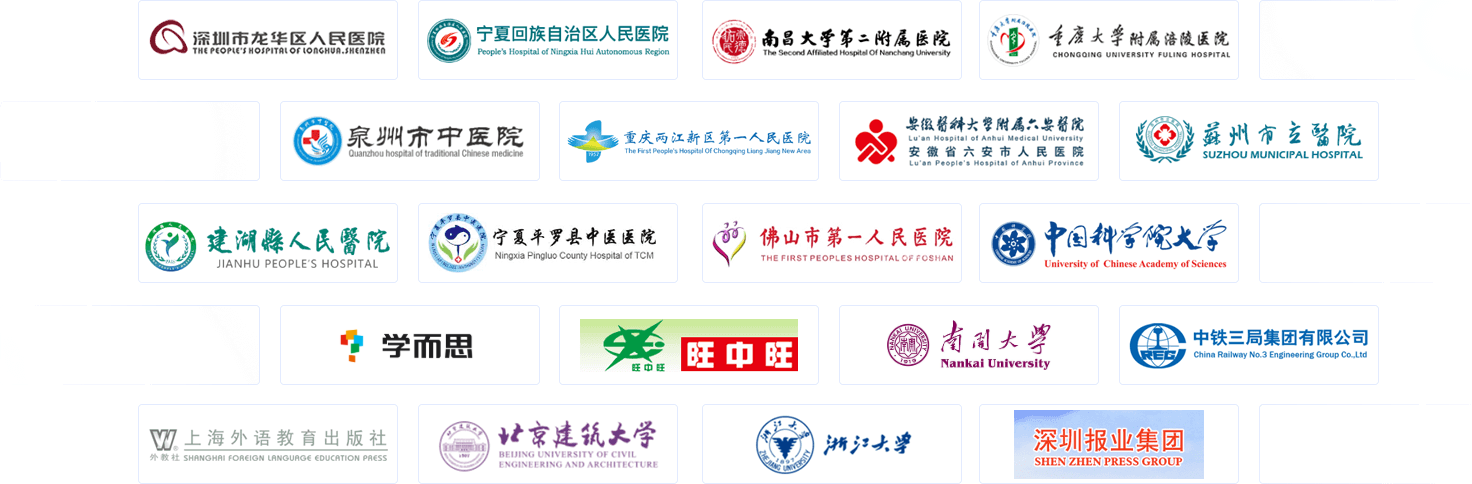 深圳市龙华区人民医院
THE PEOPLE'S HOSPITAL OF LONGHUA.SHENZHEN
宁夏回族自治区人民医院
People's Hospital of Ningxia Hui Autonomous Region
南昌大学第二附属医院
The Second Affiliated Hospital Of Nanchang University
重庆大学附属涪陵医院
CHONGQING UNIVERSITY FULING HOSPITAL
泉州市中医院
Quanzhou hospital of traditional Chinese medicine
1957
重庆两江新区第一人民医院
The First People's Hospital Of Chongqing Liang Jiang New Area
安徽医科大学附属六安医院
Lu'an Hospital of Anhui Medical University
安徽省六安市人民医院
Lu'an People's Hospital of Anhui Province
蘇州市立醫院
SUZHOU MUNICIPAL HOSPITAL
建湖縣人民醫院
JIANHU PEOPLE'S HOSPITAL
宁夏平罗县中医医院
Ningxia Pingluo County Hospital of TCM
佛山市第一人民医院
THE FIRST PEOPLES HOSPITAL OF FOSHAN
中国科学院大学
University of Chinese Academy of Sciences
学而思
旺中旺
旺中旺
NANKAI UNIVERSITY
1919
南開大学
Nankai University
REC
中铁三局集团有限公司
China Railway No.3 Engineering Group Co.,Ltd
W
外教社
上海外语教育出版社
SHANGHAI FOREIGN LANGUAGE EDUCATION PRESS
北京建筑大学
BEIJING UNIVERSITY OF CIVIL
ENGINEERING AND ARCHITECTURE
浙江大学
1897
ZHEJIANG UNIVERSITY
浙江大学
深圳报业集团
SHEN ZHEN PRESS GROUP